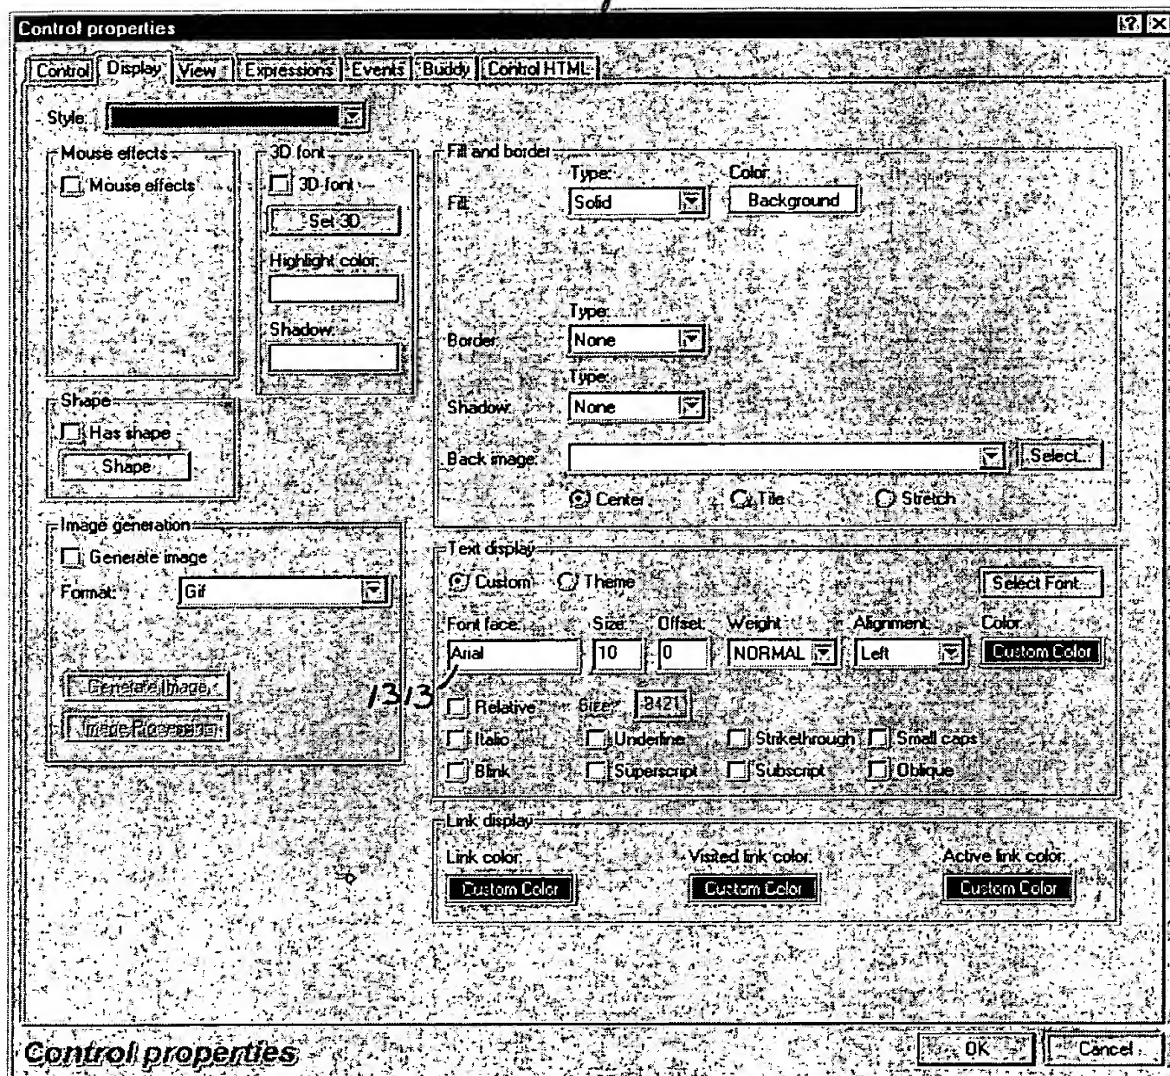 Control properties
Control Display View Expressions Events Buddy Control HTML
Style:
Mouse effects
Mouse effects
3D font
3D font
Set 3D
Highlight color:
Shadow:
Shape
Has shape
Shape
Image generation
Generate image
Format: Gif
Generate Image
Image Processing
Fill and border
Type: Color:
Fill: Solid Background
Type:
Border: None
Type:
Shadow: None
Back image: Select...
Center Tile Stretch
Text display
Custom Theme Select Font...
Font face: Size: Offset: Weight: Alignment: Color:
Arial 10 0 NORMAL Left Custom Color
1313
Relative Size:
Italic Underline Strikethrough Small caps
Blink Superscript Subscript Oblique
Link display
Link color: Visited link color: Active link color:
Custom Color Custom Color Custom Color
Control properties OK Cancel